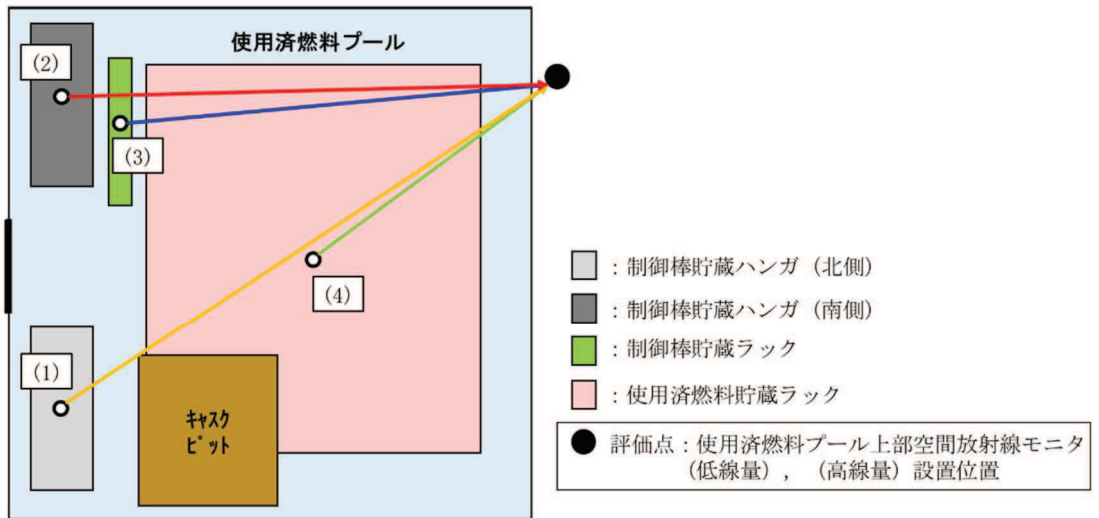 使用済燃料プール
(2)
(3)
(4)
(1)
キャスク
ピット
：制御棒貯蔵ハンガ（北側）
：制御棒貯蔵ハンガ（南側）
：制御棒貯蔵ラック
：使用済燃料貯蔵ラック
評価点：使用済燃料プール上部空間放射線モニタ
（低線量），（高線量）設置位置